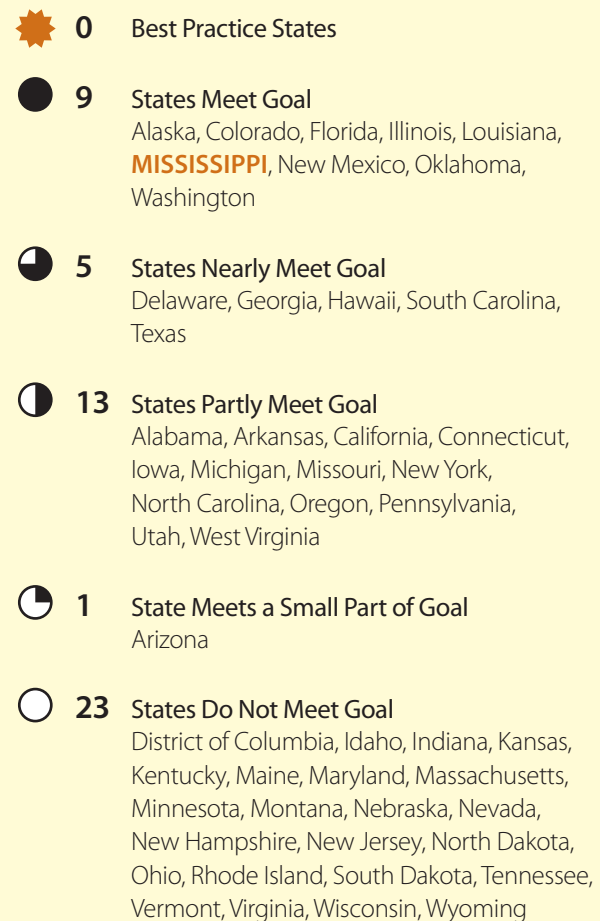 0 Best Practice States
9 States Meet Goal
Alaska, Colorado, Florida, Illinois, Louisiana,
MISSISSIPPI, New Mexico, Oklahoma,
Washington
5 States Nearly Meet Goal
Delaware, Georgia, Hawaii, South Carolina,
Texas
13 States Partly Meet Goal
Alabama, Arkansas, California, Connecticut,
Iowa, Michigan, Missouri, New York,
North Carolina, Oregon, Pennsylvania,
Utah, West Virginia
1 State Meets a Small Part of Goal
Arizona
23 States Do Not Meet Goal
District of Columbia, Idaho, Indiana, Kansas,
Kentucky, Maine, Maryland, Massachusetts,
Minnesota, Montana, Nebraska, Nevada,
New Hampshire, New Jersey, North Dakota,
Ohio, Rhode Island, South Dakota, Tennessee,
Vermont, Virginia, Wisconsin, Wyoming